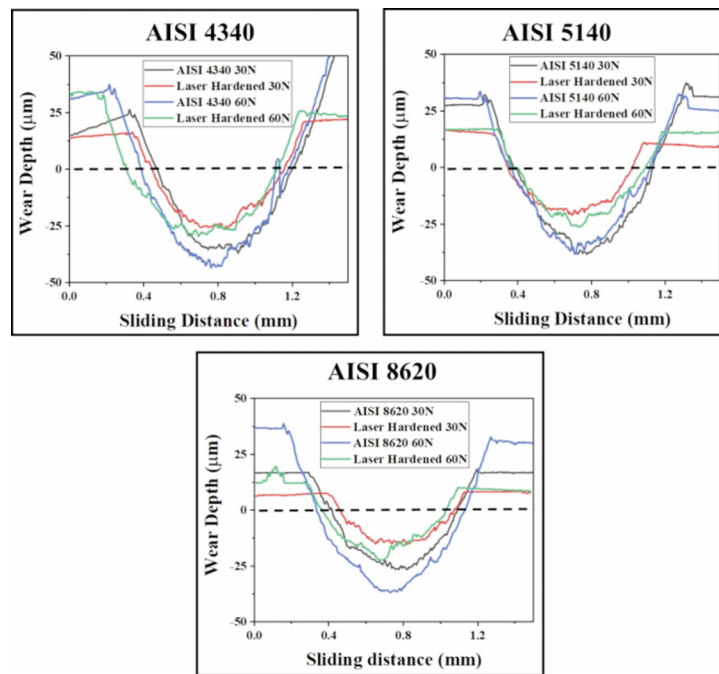 AISI 4340
50
25
0
-25
-50
Wear Depth (µm)
AISI 4340 30N
Laser Hardened 30N
AISI 4340 60N
Laser Hardened 60N
0.0 0.4 0.8 1.2
Sliding Distance (mm)
AISI 5140
50
25
0
-25
-50
Wear Depth (µm)
AISI 5140 30N
Laser Hardened 30N
AISI 5140 60N
Laser Hardened 60N
0.0 0.4 0.8 1.2
Sliding Distance (mm)
AISI 8620
50
25
0
-25
-50
Wear Depth (µm)
AISI 8620 30N
Laser Hardened 30N
AISI 8620 60N
Laser Hardened 60N
0.0 0.4 0.8 1.2
Sliding distance (mm)